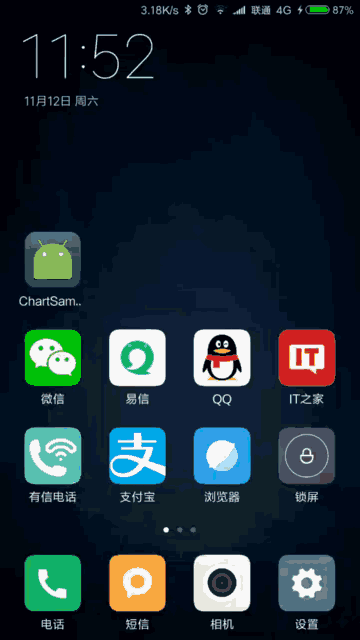 3.18K/s 联通 4G 87%
11:52
11月12日 周六
ChartSam..
IT
微信 易信 QQ IT之家
支
有信电话 支付宝 浏览器 锁屏
电话 短信 相机 设置